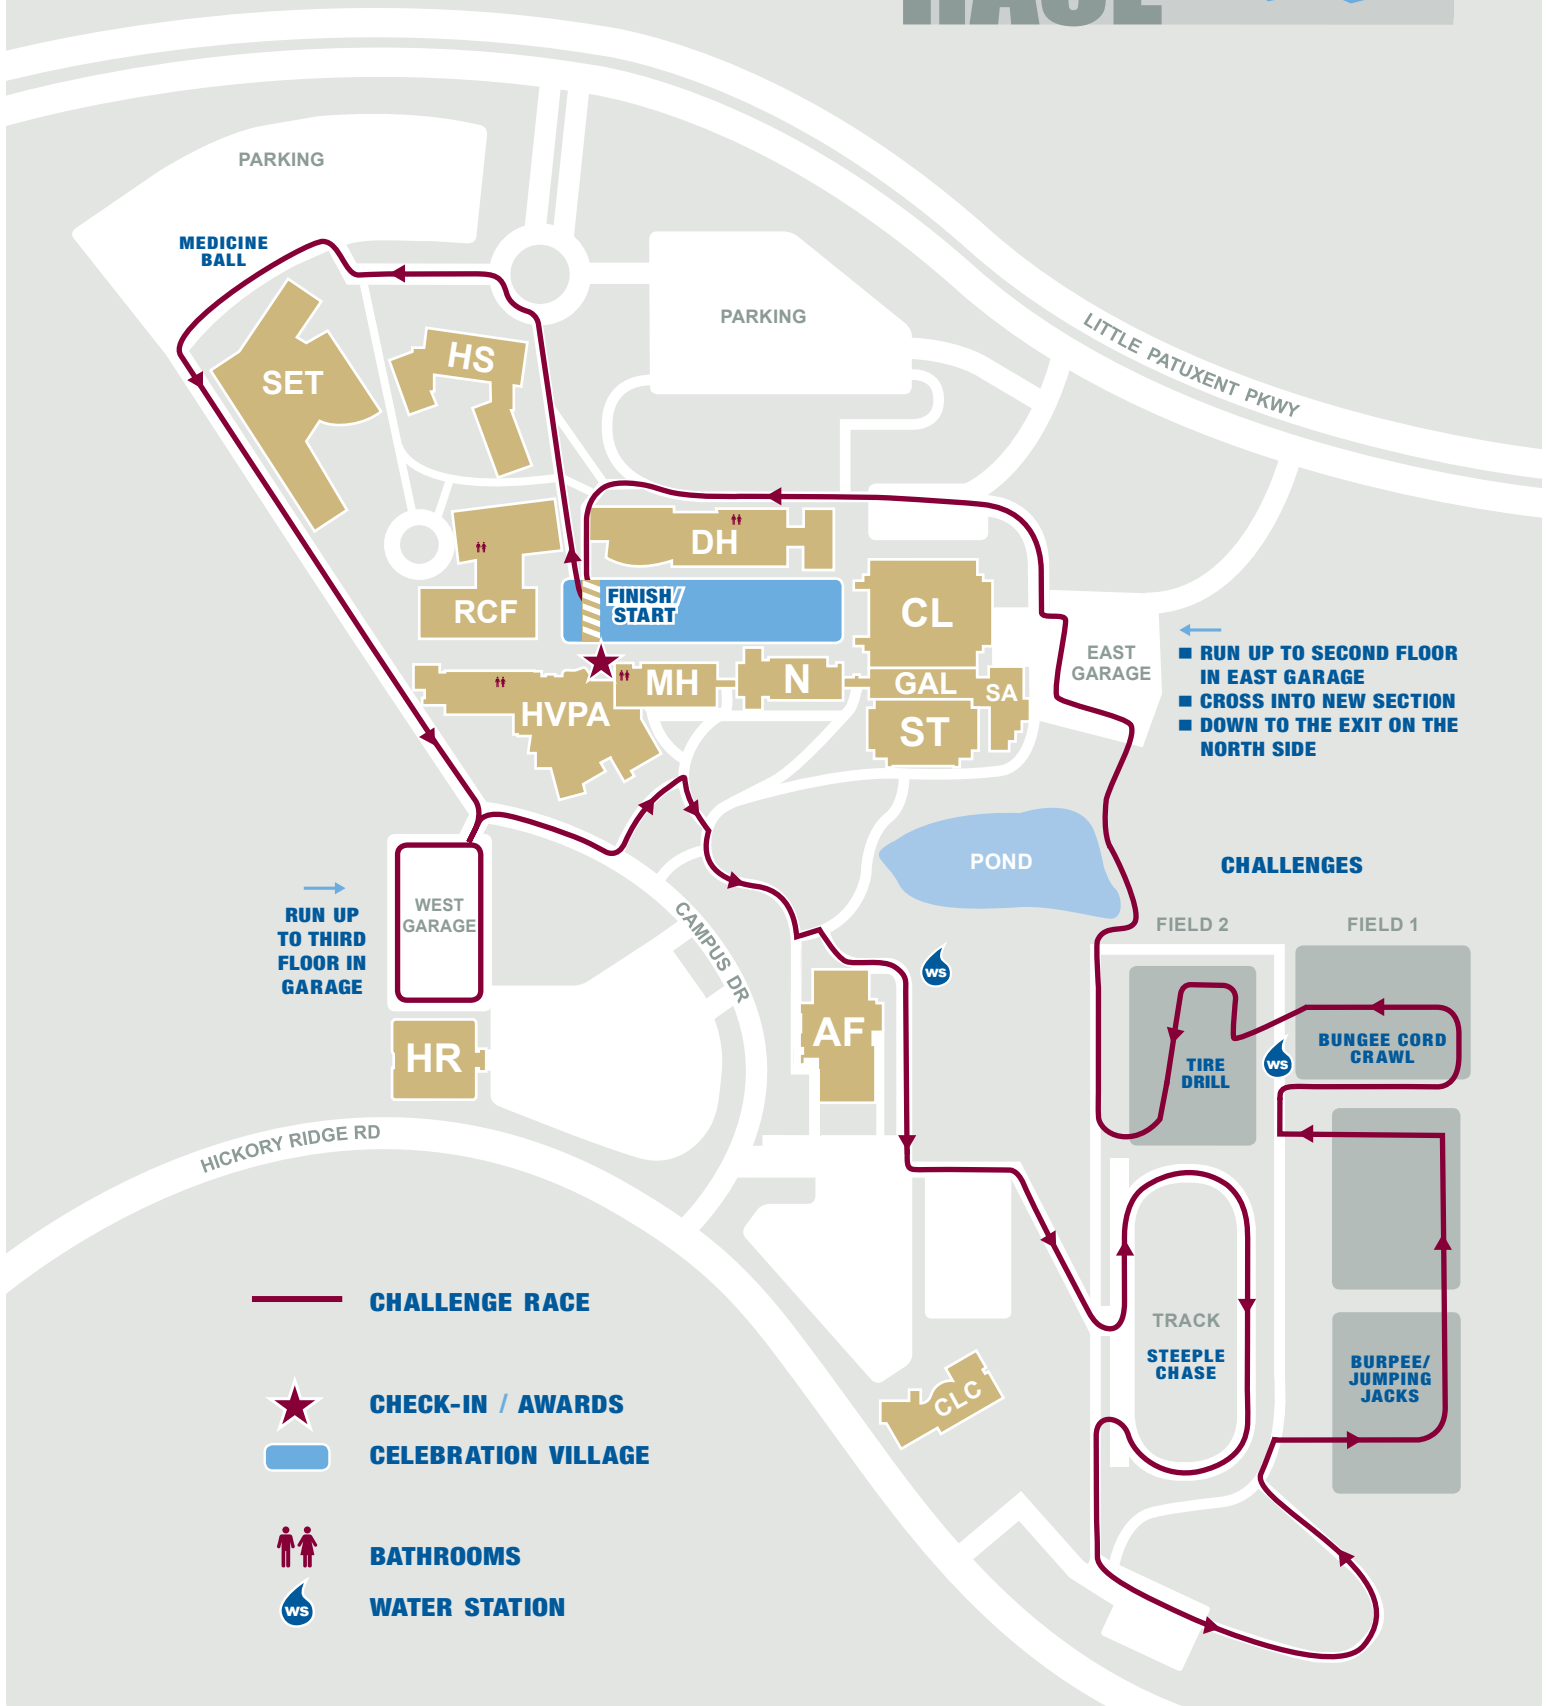 RACE
PARKING
MEDICINE
BALL
PARKING
LITTLE PATUXENT PKWY
HS
SET
DH
RCF
FINISH/
START
CL
EAST
GARAGE
RUN UP TO SECOND FLOOR
IN EAST GARAGE
CROSS INTO NEW SECTION
DOWN TO THE EXIT ON THE
NORTH SIDE
MH
N
GAL
SA
HVPA
ST
POND
CHALLENGES
WEST
GARAGE
RUN UP
TO THIRD
FLOOR IN
GARAGE
CAMPUS DR
FIELD 2
FIELD 1
WS
AF
HR
BUNGEE CORD
CRAWL
WS
TIRE
DRILL
HICKORY RIDGE RD
TRACK
STEEPLE
CHASE
BURPEE/
JUMPING
JACKS
CLC
CHALLENGE RACE
CHECK-IN / AWARDS
CELEBRATION VILLAGE
BATHROOMS
WS
WATER STATION